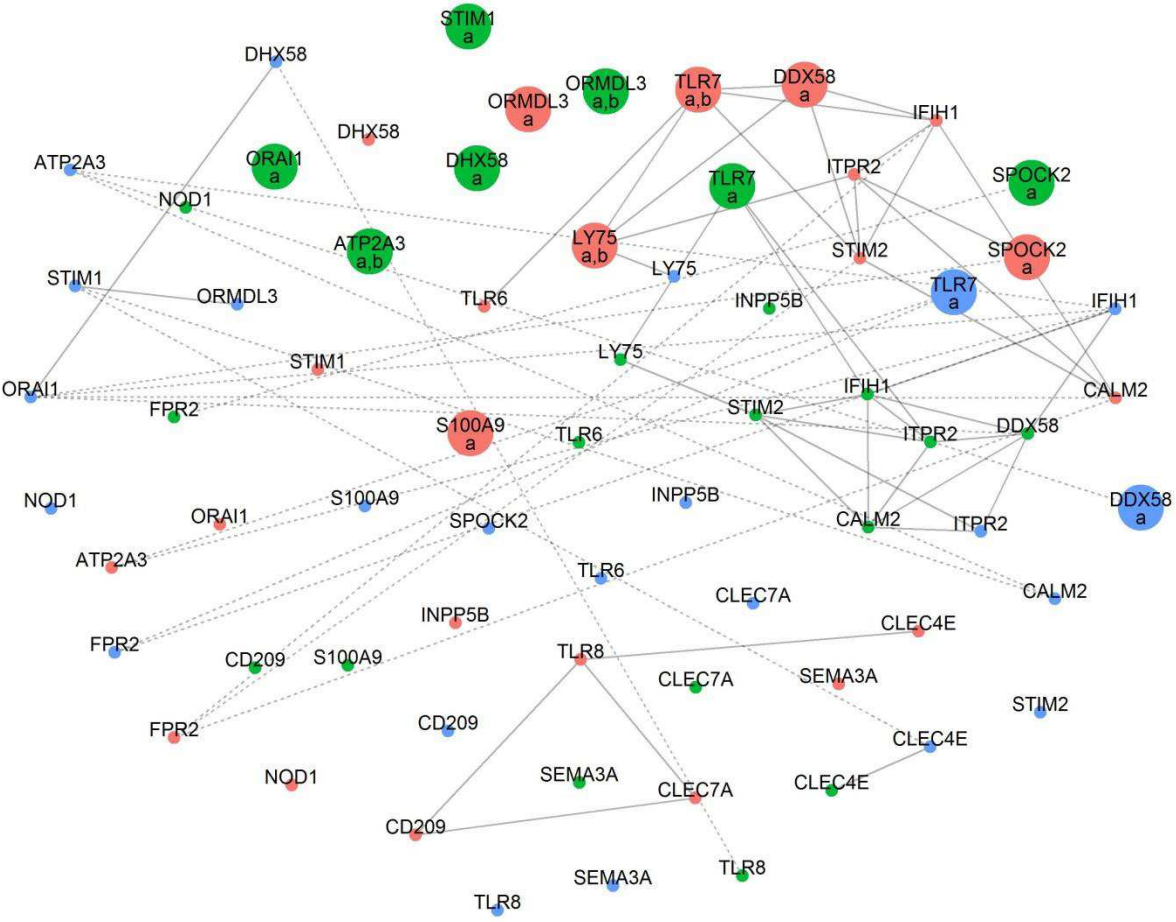 STIM1
a
DHX58
ORMDL3
a
ORMDL3
a,b
TLR7
a,b
DDX58
a
IFIH1
DHX58
ATP2A3
ORAI1
a
DHX58
a
ITPR2
TLR7
a
SPOCK2
a
NOD1
ATP2A3
a,b
LY75
a,b
STIM2
SPOCK2
a
STIM1
ORMDL3
LY75
TLR7
a
TLR6
INPP5B
IFIH1
STIM1
LY75
ORAI1
IFIH1
CALM2
FPR2
STIM2
S100A9
a
TLR6
ITPR2
DDX58
NOD1
S100A9
INPP5B
DDX58
a
ORAI1
SPOCK2
CALM2
ITPR2
ATP2A3
TLR6
CLEC7A
CALM2
FPR2
INPP5B
CLEC4E
CD209
S100A9
TLR8
CLEC7A
SEMA3A
STIM2
FPR2
CD209
CLEC4E
NOD1
SEMA3A
CLEC7A
CLEC4E
CD209
TLR8
SEMA3A
TLR8